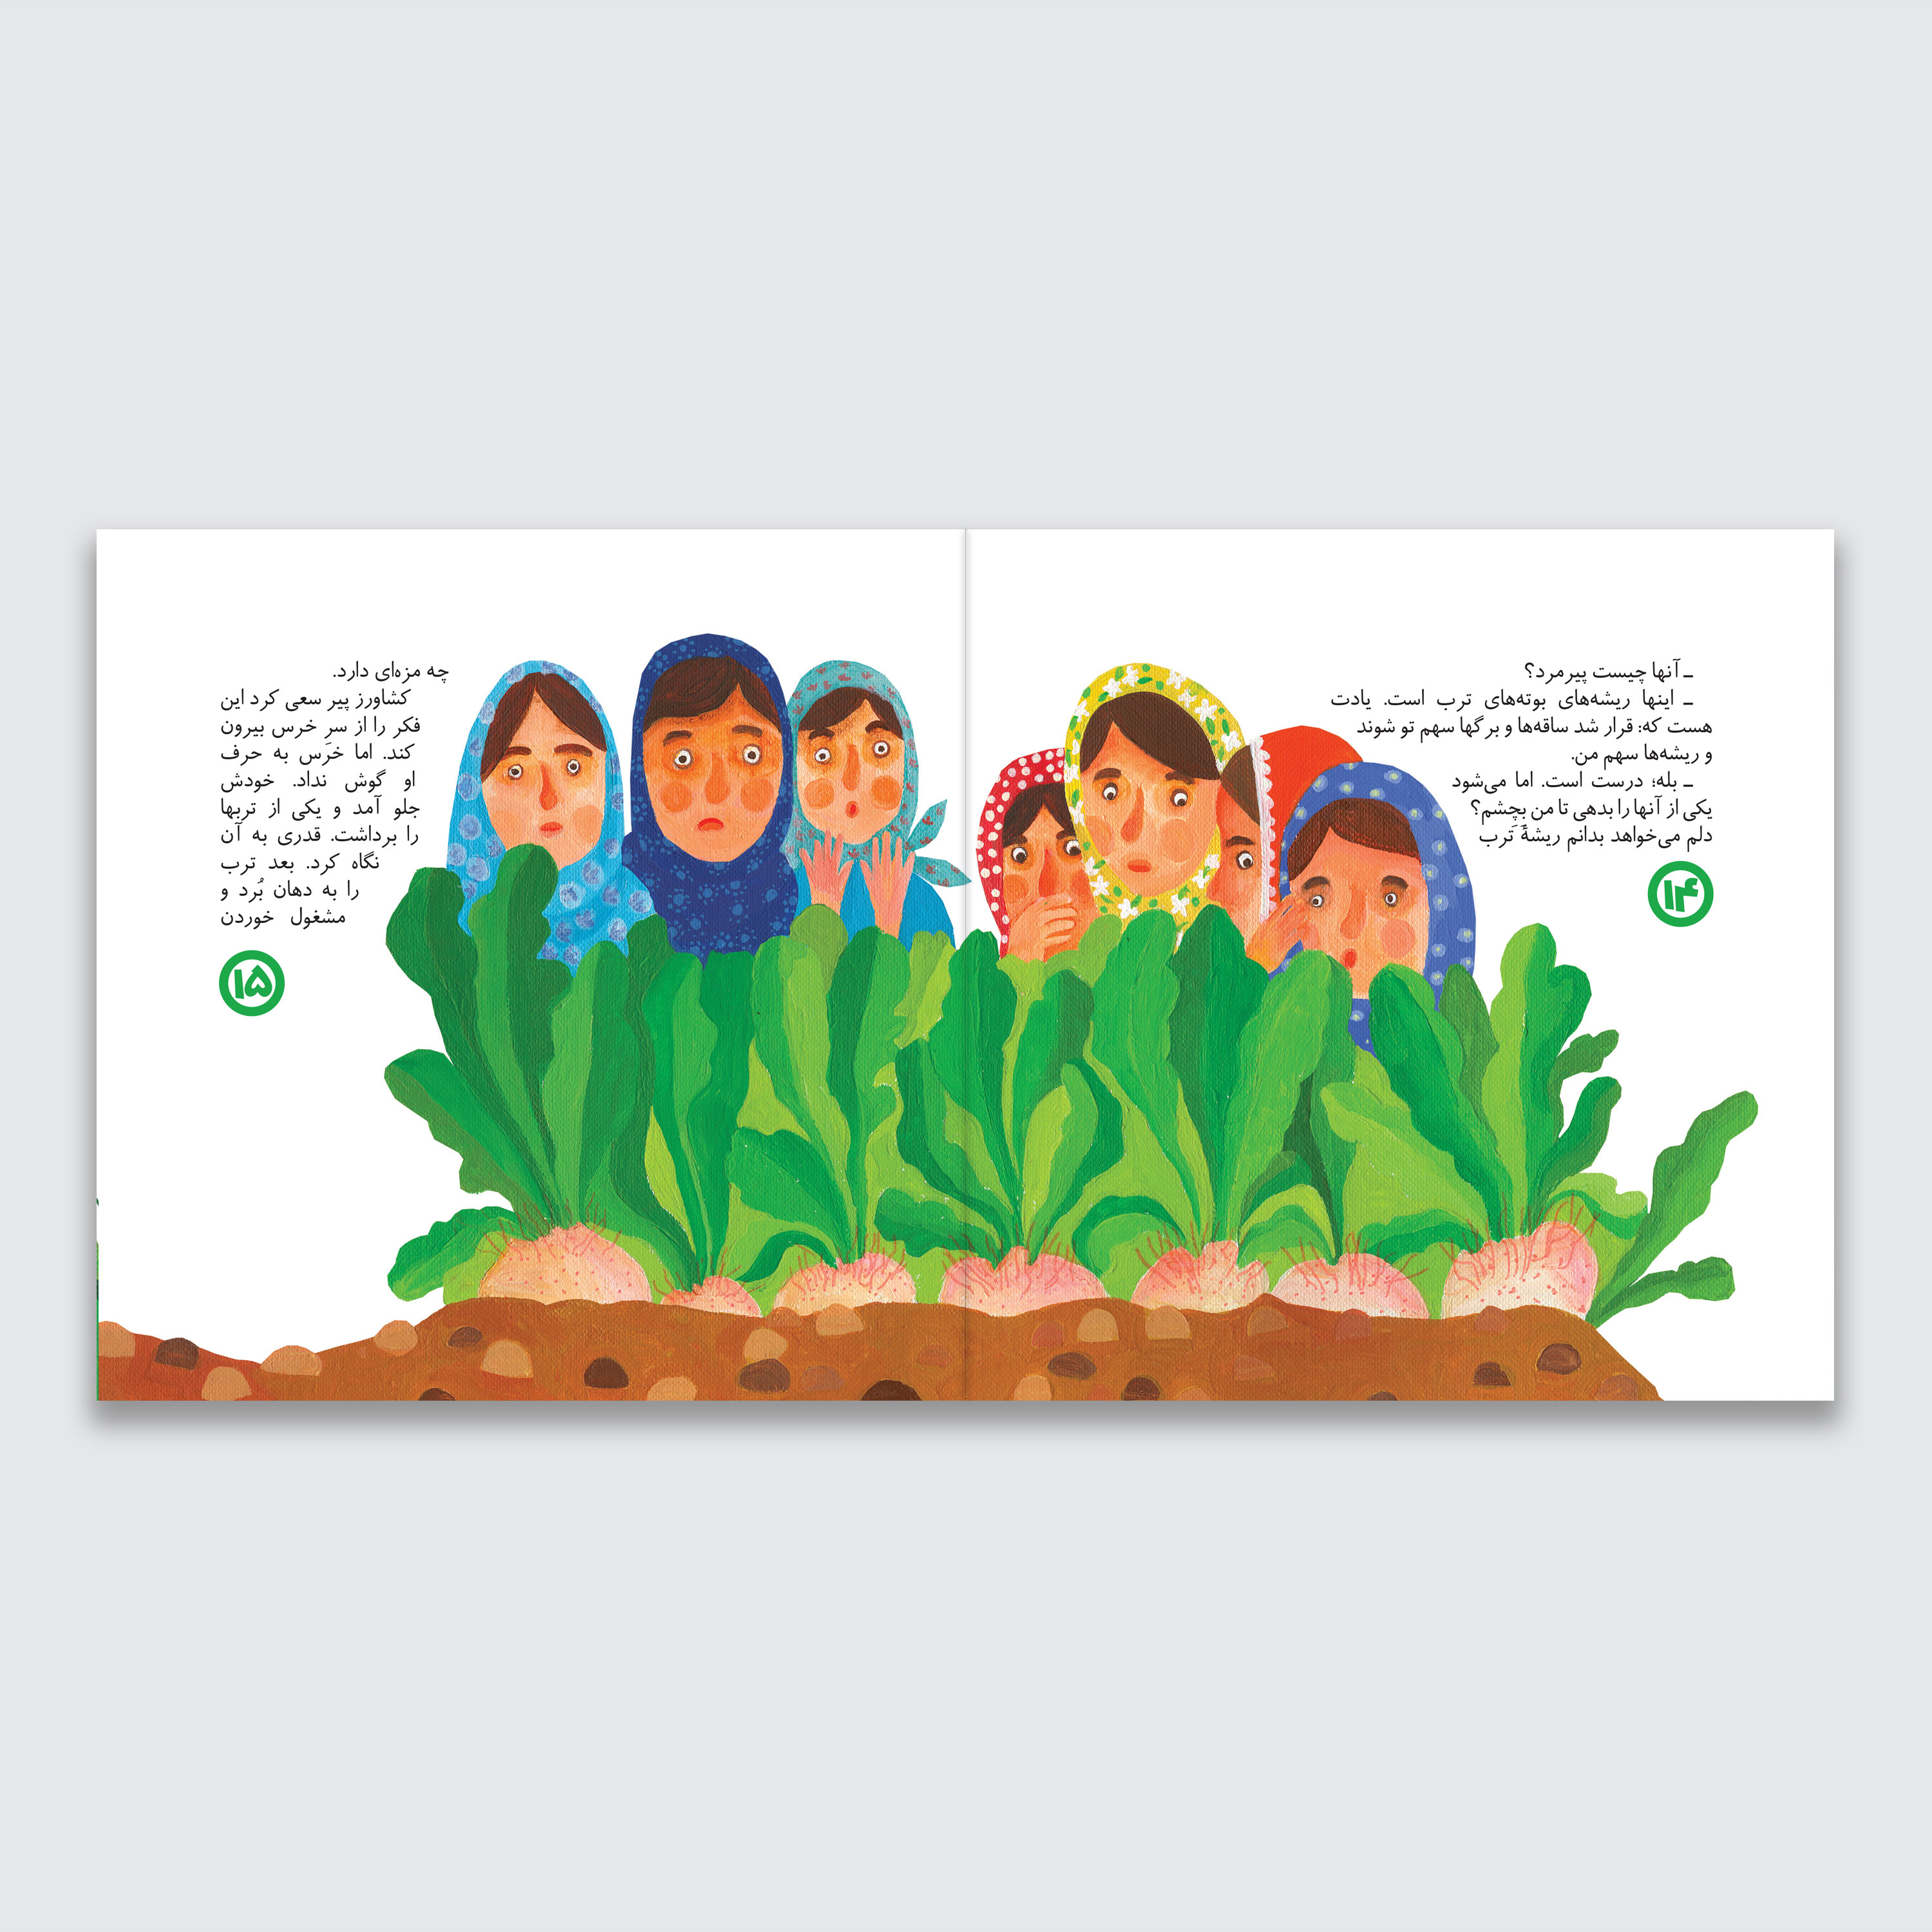 ـ آنها چیست پیرمرد؟
ـ اینها ریشه‌های بوته‌های ترب است. یادت
هست که: قرار شد ساقه‌ها و برگها سهم تو شوند
و ریشه‌ها سهم من.
ـ بله؛ درست است. اما می‌شود
یکی از آنها را بدهی تا من بچِشم؟
دلم می‌خواهد بدانم ریشهٔ تَرب
۱۴
چه مزه‌ای دارد.
کشاورز پیر سعی کرد این
فکر را از سرِ خرس بیرون
کند. اما خَرس به حرف
او گوش نداد. خودش
جلو آمد و یکی از تربها
را برداشت. قدری به آن
نگاه کرد. بعد ترب
را به دهان بُرد و
مشغول خوردن
۱۵